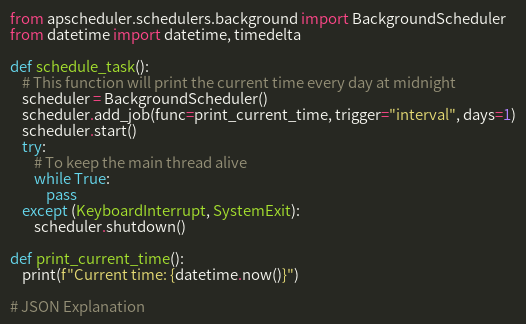 from apscheduler.schedulers.background import BackgroundScheduler
from datetime import datetime, timedelta

def schedule_task():
    # This function will print the current time every day at midnight
    scheduler = BackgroundScheduler()
    scheduler.add_job(func=print_current_time, trigger="interval", days=1)
    scheduler.start()
    try:
        # To keep the main thread alive
        while True:
            pass
    except (KeyboardInterrupt, SystemExit):
        scheduler.shutdown()

def print_current_time():
    print(f"Current time: {datetime.now()}")

# JSON Explanation